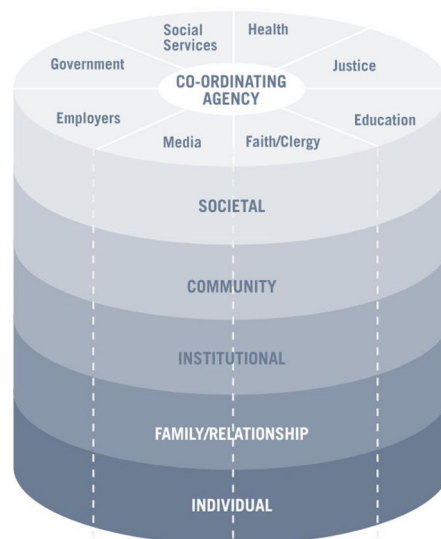 Social
Services
Health
Government
Justice
CO-ORDINATING
AGENCY
Employers
Education
Media
Faith/Clergy
SOCIETAL
COMMUNITY
INSTITUTIONAL
FAMILY/RELATIONSHIP
INDIVIDUAL